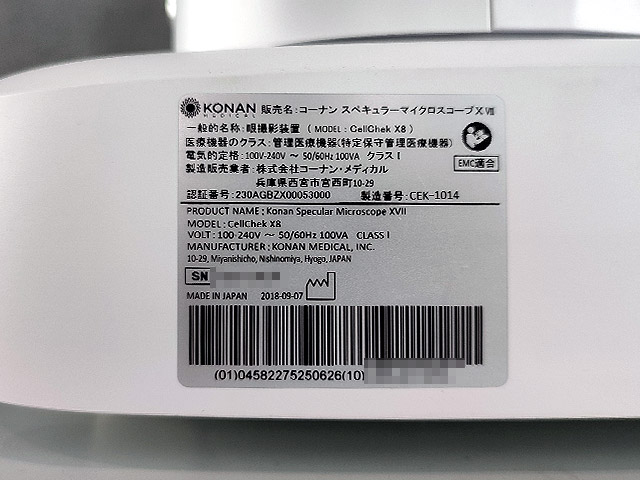 KONAN MEDICAL 販売名:コーナン スペキュラーマイクロスコープ XVII
一般的名称:眼撮影装置 ( MODEL : CellChek X8 )
医療機器のクラス:管理医療機器(特定保守管理医療機器)
電気的定格:100V-240V ～ 50/60Hz 100VA クラス I
EMC適合
製造販売業者:株式会社コーナン・メディカル
兵庫県西宮市宮西町10-29
認証番号:230AGBZX00053000 製造番号:CEK-1014
PRODUCT NAME : Konan Specular Microscope XVII
MODEL : CellChek X8
VOLT : 100-240V ～ 50/60Hz 100VA CLASS I
MANUFACTURER : KONAN MEDICAL, INC.
10-29, Miyanishicho, Nishinomiya, Hyogo, JAPAN
SN
MADE IN JAPAN 2018-09-07
(01)04582275250626(10)